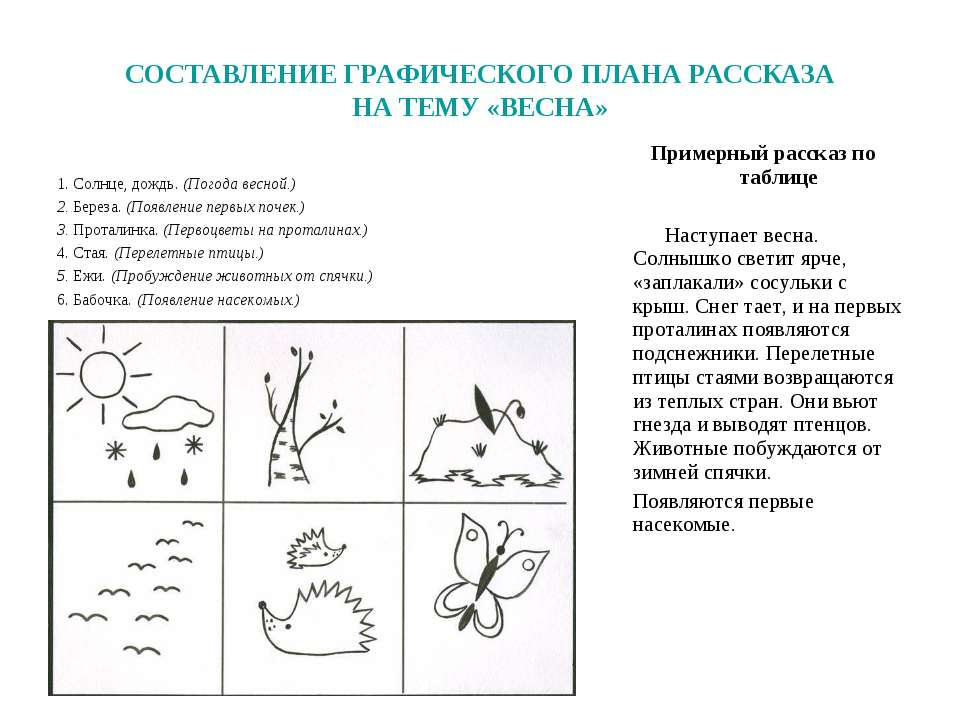 СОСТАВЛЕНИЕ ГРАФИЧЕСКОГО ПЛАНА РАССКАЗА
НА ТЕМУ «ВЕСНА»
1. Солнце, дождь. (Погода весной.)
2. Береза. (Появление первых почек.)
3. Проталинка. (Первоцветы на проталинах.)
4. Стая. (Перелетные птицы.)
5. Ежи. (Пробуждение животных от спячки.)
6. Бабочка. (Появление насекомых.)
Примерный рассказ по
таблице
Наступает весна.
Солнышко светит ярче,
«заплакали» сосульки с
крыш. Снег тает, и на первых
проталинах появляются
подснежники. Перелетные
птицы стаями возвращаются
из теплых стран. Они вьют
гнезда и выводят птенцов.
Животные побуждаются от
зимней спячки.
Появляются первые
насекомые.